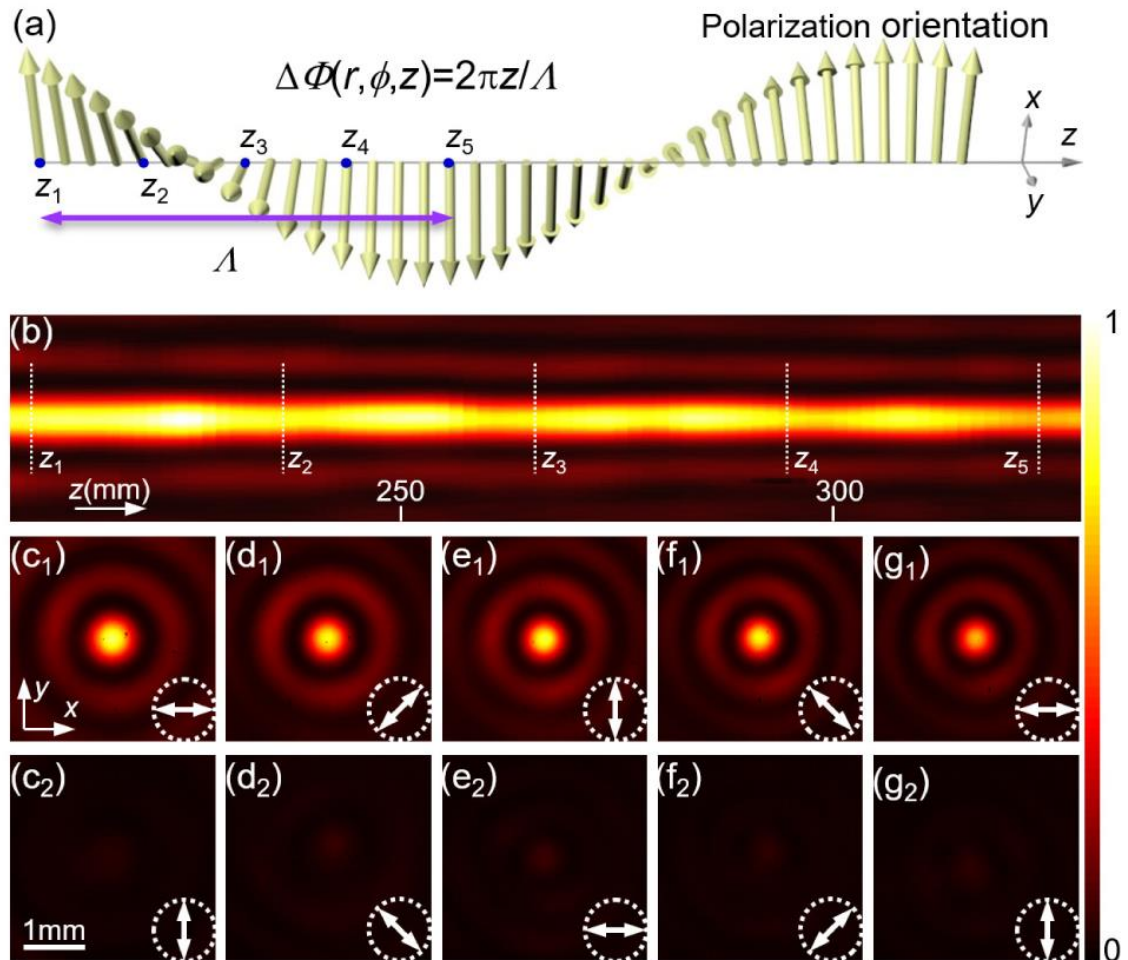 (a)
Polarization orientation
ΔΦ(r,ϕ,z)=2πz/Λ
x
z
y
z₁
z₂
z₃
z₄
z₅
Λ
(b)
1
z₁
z₂
z₃
z₄
z₅
z(mm)
250
300
(c₁)
(d₁)
(e₁)
(f₁)
(g₁)
y
x
(c₂)
(d₂)
(e₂)
(f₂)
(g₂)
1mm
0